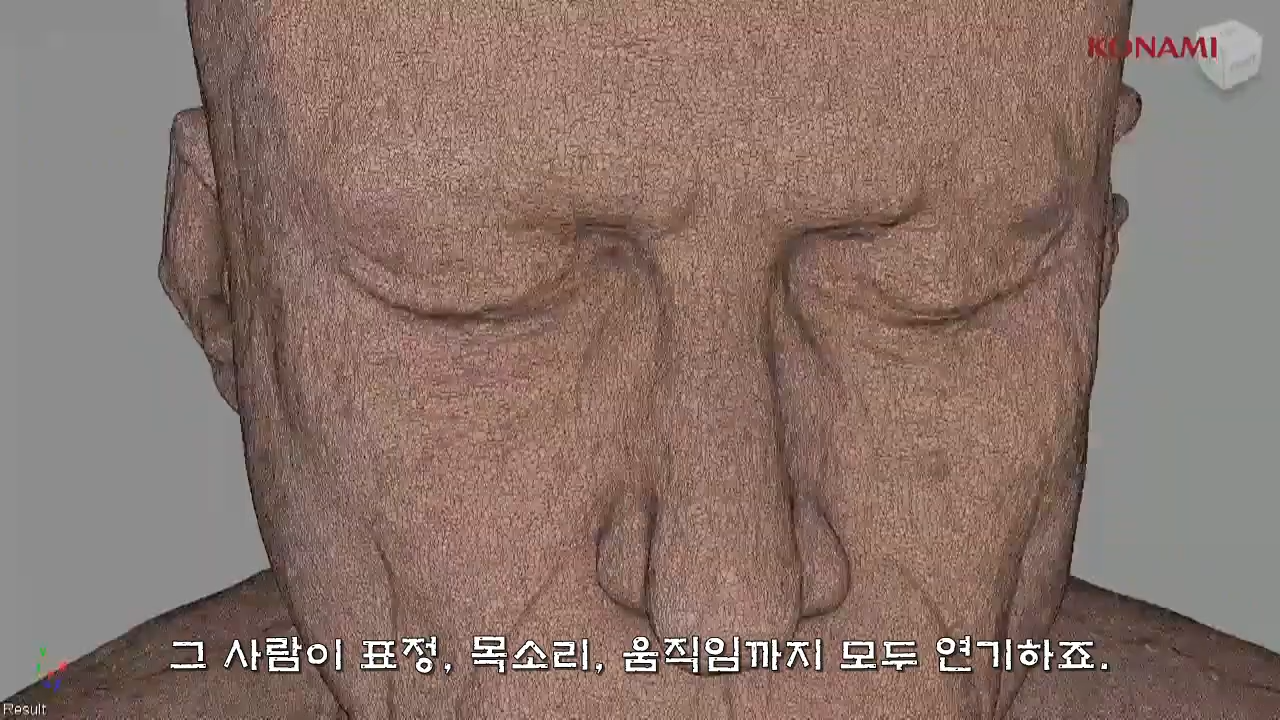 KONAMI
그 사람이 표정, 목소리, 움직임까지 모두 연기하죠.
Result